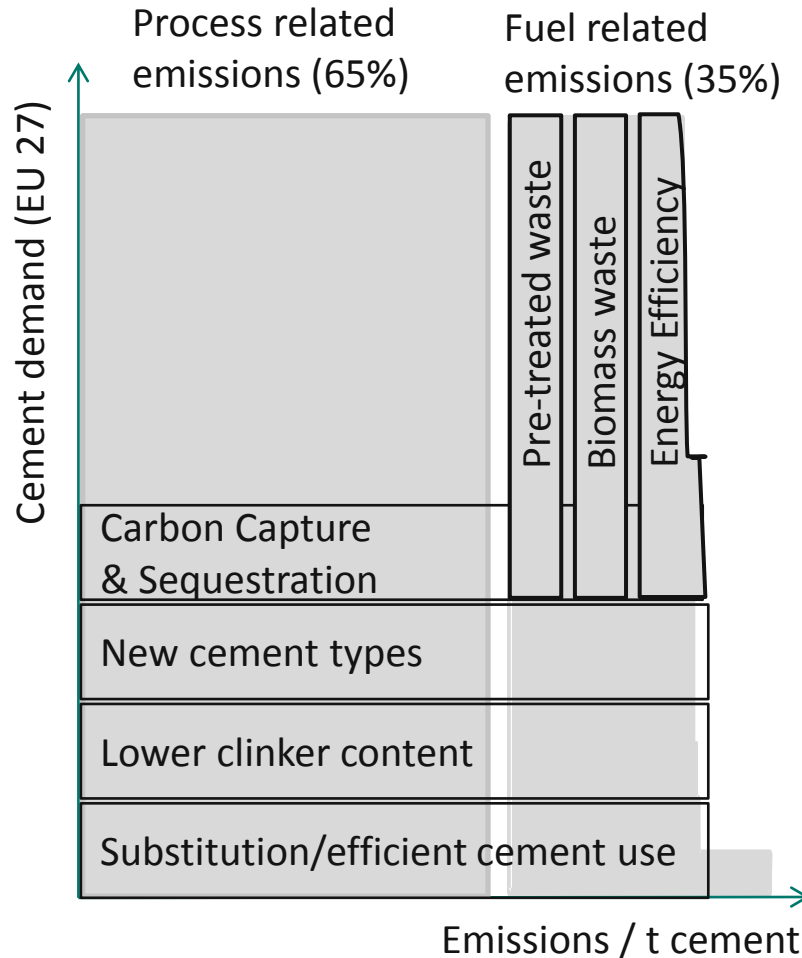 Process related
emissions (65%)
Fuel related
emissions (35%)
Cement demand (EU 27)
Pre-treated waste
Biomass waste
Energy Efficiency
Carbon Capture
& Sequestration
New cement types
Lower clinker content
Substitution/efficient cement use
Emissions / t cement